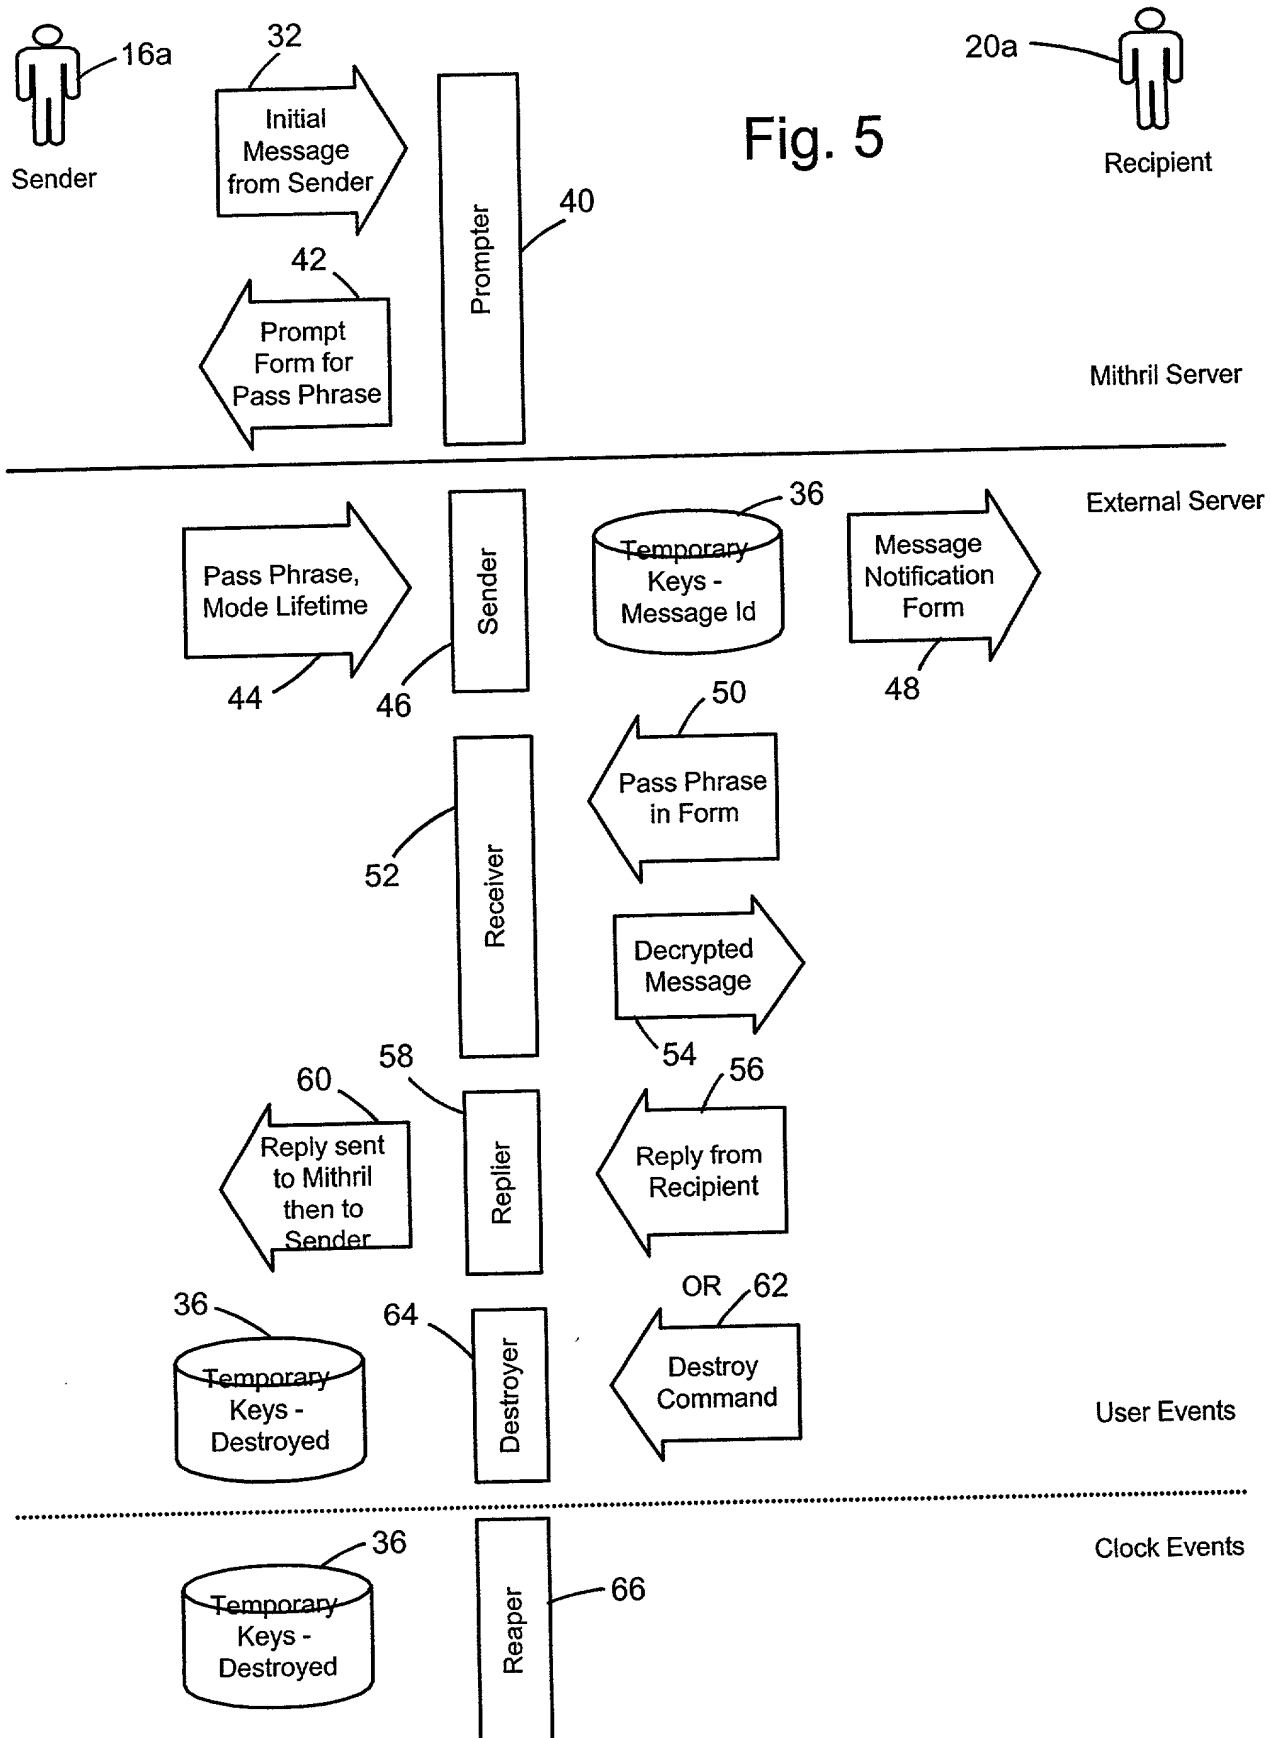 16a
32
20a
Initial
Message
from Sender
Fig. 5
Sender
Recipient
Prompter
40
42
Prompt
Form for
Pass Phrase
Mithril Server
External Server
Pass Phrase,
Mode Lifetime
44
Sender
46
36
Temporary
Keys -
Message Id
Message
Notification
Form
48
50
Pass Phrase
in Form
52
Receiver
Decrypted
Message
54
58
60
56
Reply sent
to Mithril
then to
Sender
Replier
Reply from
Recipient
OR
62
36
64
Temporary
Keys -
Destroyed
Destroyer
Destroy
Command
User Events
36
Clock Events
Temporary
Keys -
Destroyed
Reaper
66